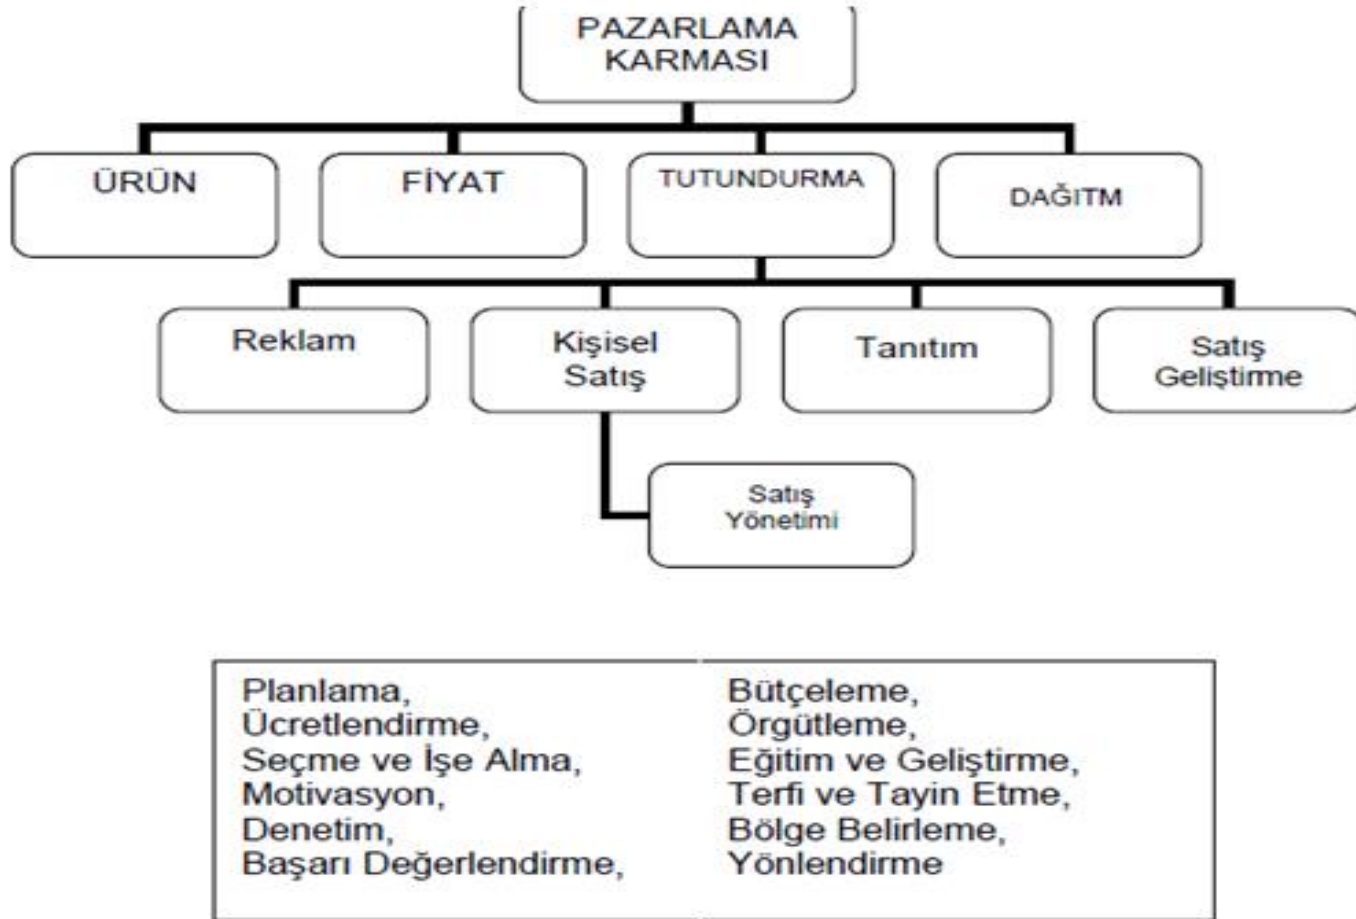 PAZARLAMA
KARMASI
ÜRÜN
FİYAT
TUTUNDURMA
DAĞITM
Reklam
Kişisel
Satış
Tanıtım
Satış
Geliştirme
Satış
Yönetimi
Planlama,
Ücretlendirme,
Seçme ve İşe Alma,
Motivasyon,
Denetim,
Başarı Değerlendirme,
Bütçeleme,
Örgütleme,
Eğitim ve Geliştirme,
Terfi ve Tayin Etme,
Bölge Belirleme,
Yönlendirme